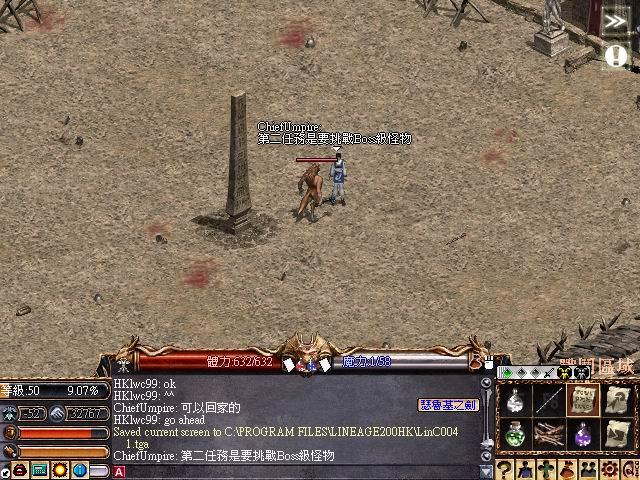 ChiefUmpire:
第二任務是要挑戰Boss級怪物
體力:632/632
魔力:1/58
戰鬥區域
等級:50 9.07%
-52 32767
HKlwc99: ok
HKlwc99: ^^
ChiefUmpire: 可以回家的
HKlwc99: go ahead
Saved current screen to C:\PROGRAM FILES\LINEAGE200HK\LinC004
1.tga
ChiefUmpire: 第二任務是要挑戰Boss級怪物
瑟魯基之劍
A